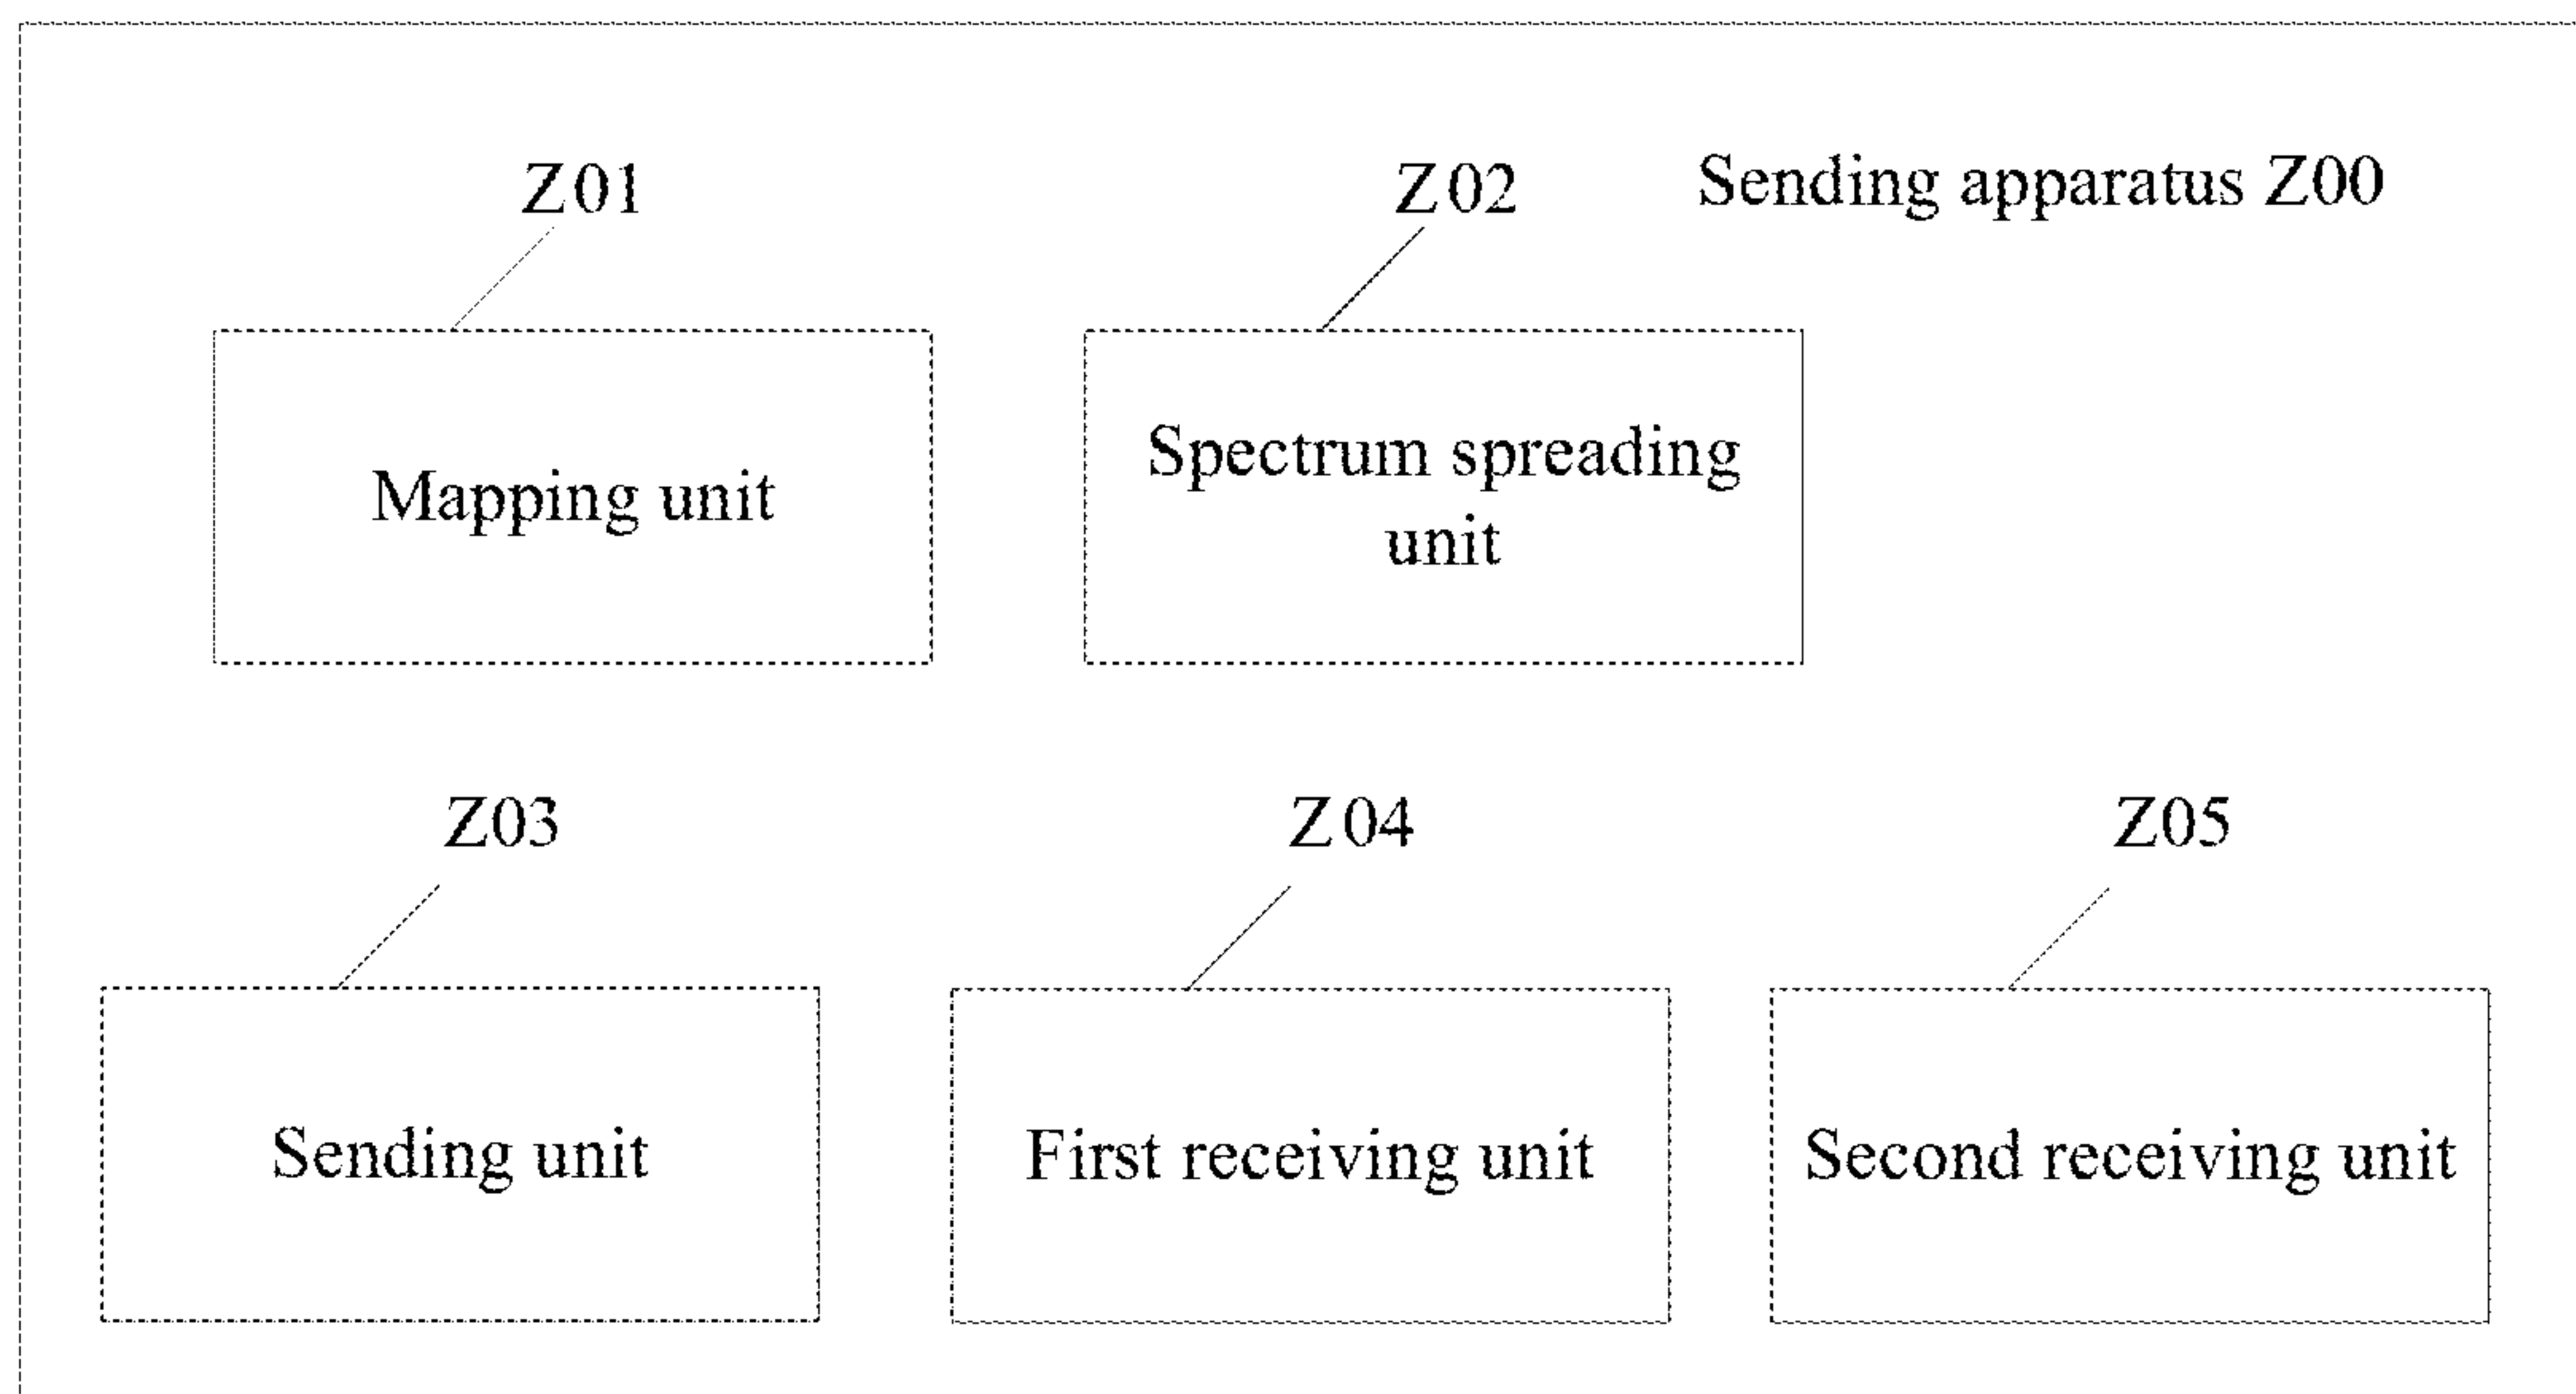 Z01
Z02
Sending apparatus Z00
Mapping unit
Spectrum spreading
unit
Z03
Z04
Z05
Sending unit
First receiving unit
Second receiving unit